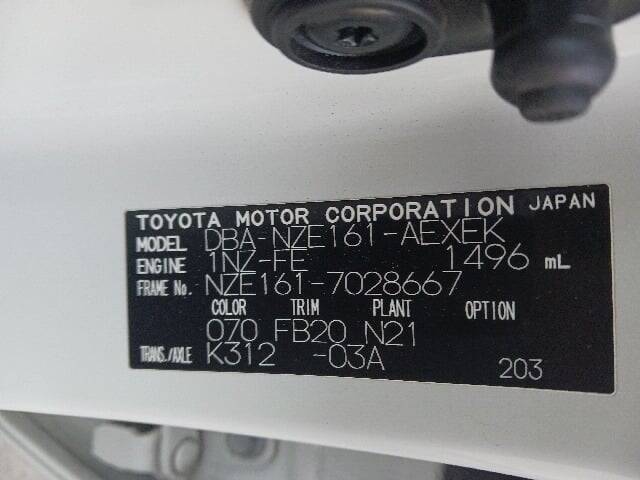 TOYOTA MOTOR CORPORATION JAPAN
MODEL DBA-NZE161-AEXEK
ENGINE 1NZ-FE 1496 mL
FRAME No. NZE161-7028667
COLOR TRIM PLANT OPTION
070 FB20 N21
TRANS./AXLE K312 -03A
203